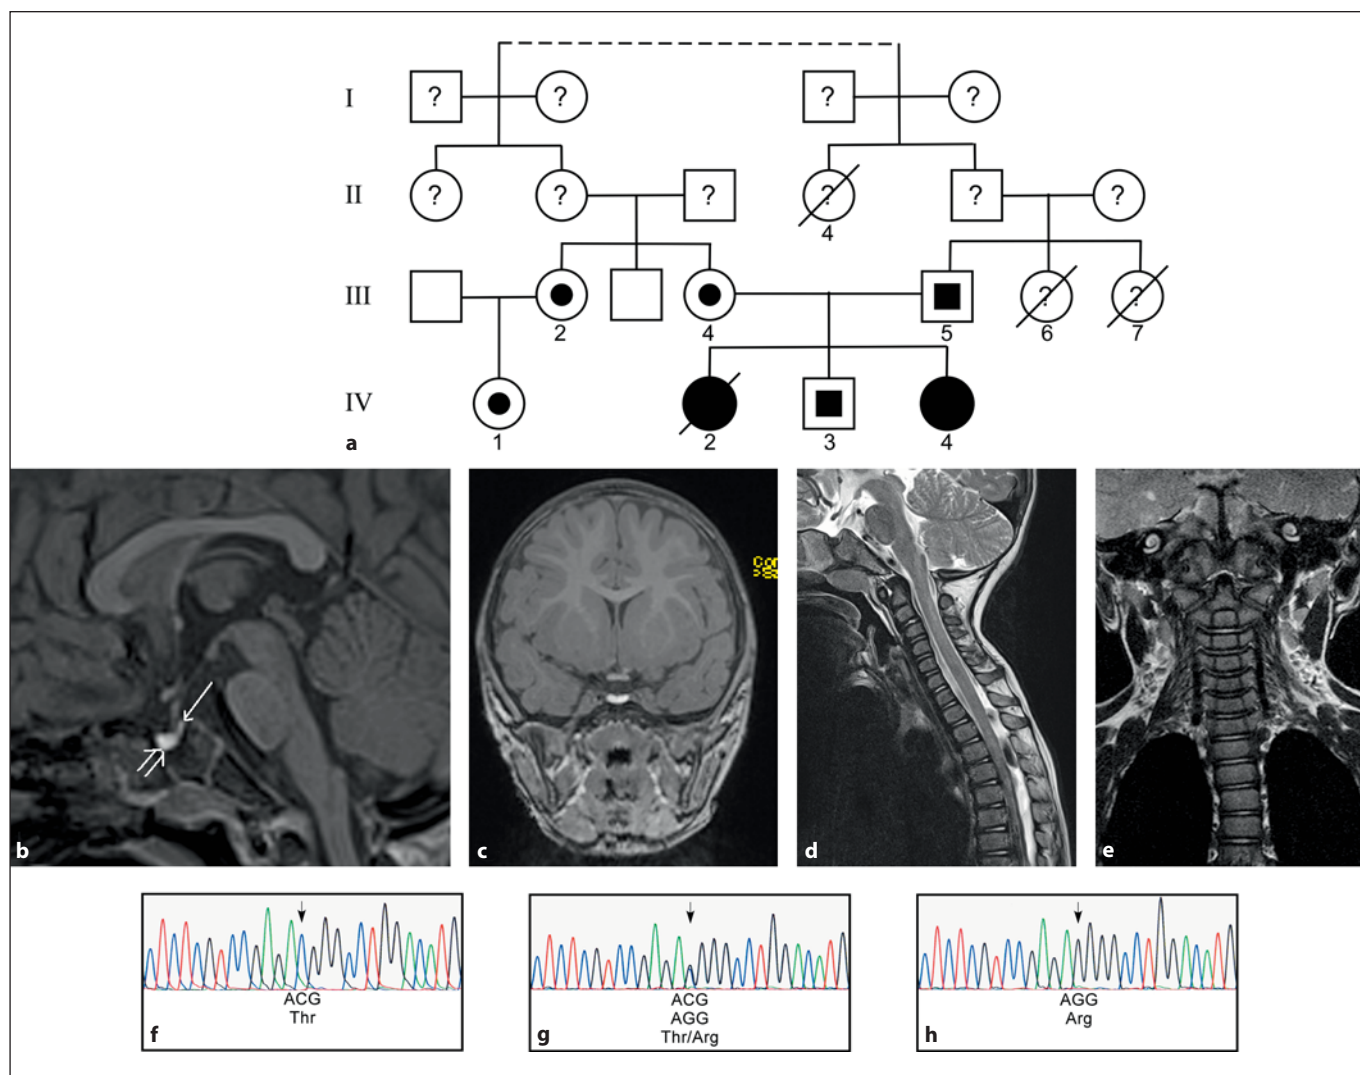 I
? ? ? ?
II
? ? ? ? ? ?
4
III
? ?
2 4 5 6 7
IV
1 2 3 4
a
b c d e
ACG
Thr
f
ACG
AGG
Thr/Arg
g
AGG
Arg
h